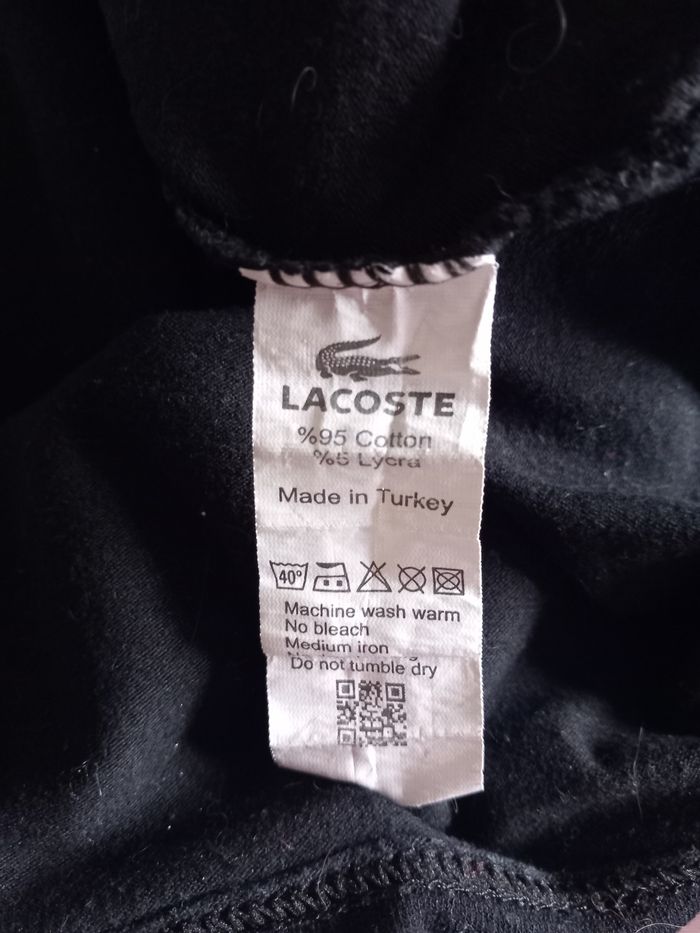 LACOSTE
%95 Cotton
%5 Lycra
Made in Turkey
40°
Machine wash warm
No bleach
Medium iron
Do not tumble dry